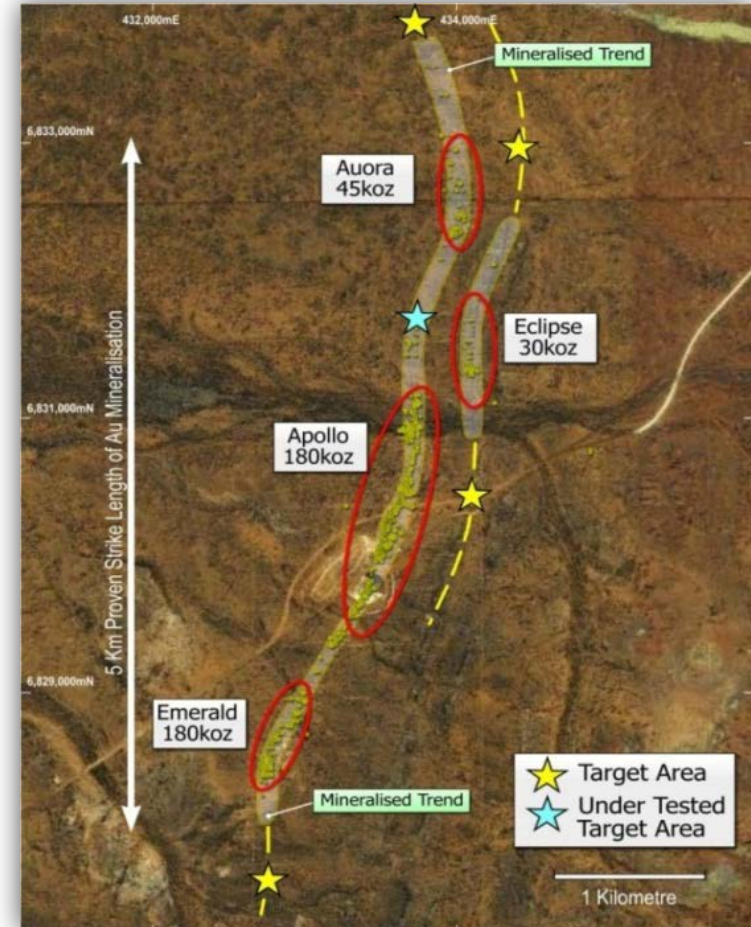 432,000mE
434,000mE
Mineralised Trend
6,833,000mN
Auora
45koz
Eclipse
30koz
6,831,000mN
Apollo
180koz
5 Km Proven Strike Length of Au Mineralisation
6,829,000mN
Emerald
180koz
Mineralised Trend
Target Area
Under Tested
Target Area
1 Kilometre